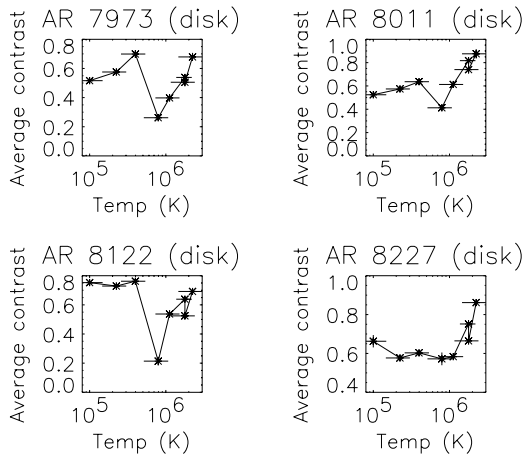 AR 7973 (disk)
Average contrast
0.8
0.6
0.4
0.2
0.0
10^5
10^6
Temp (K)
AR 8011 (disk)
Average contrast
1.0
0.8
0.6
0.4
0.2
0.0
10^5
10^6
Temp (K)
AR 8122 (disk)
Average contrast
0.8
0.6
0.4
0.2
0.0
10^5
10^6
Temp (K)
AR 8227 (disk)
Average contrast
1.0
0.8
0.6
0.4
10^5
10^6
Temp (K)